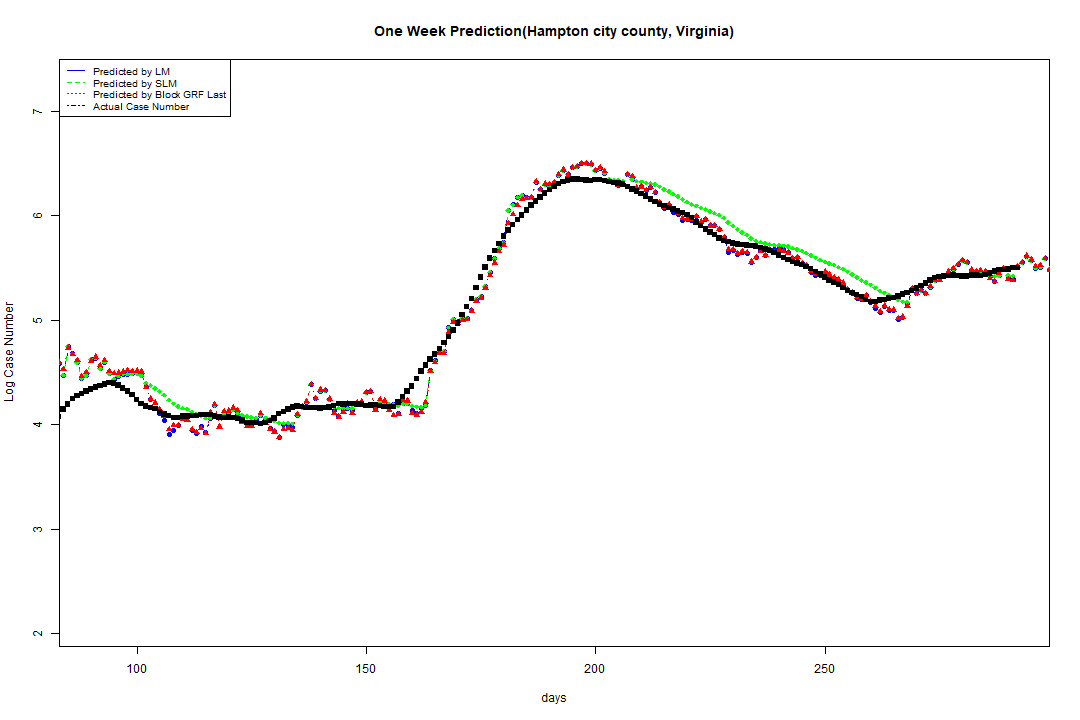 One Week Prediction(Hampton city county, Virginia)
Predicted by LM
Predicted by SLM
Predicted by Block GRF Last
Actual Case Number
7
6
5
4
3
2
Log Case Number
100 150 200 250
days